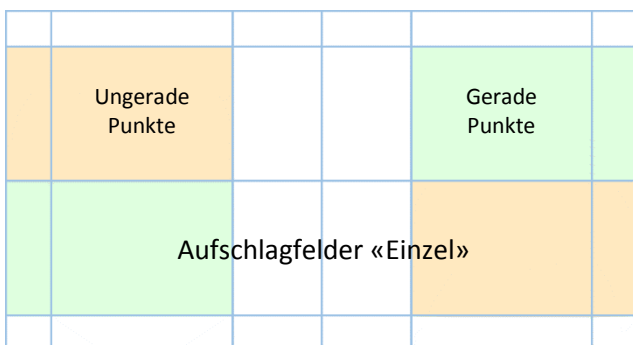 Ungerade
Punkte
Gerade
Punkte
Aufschlagfelder «Einzel»